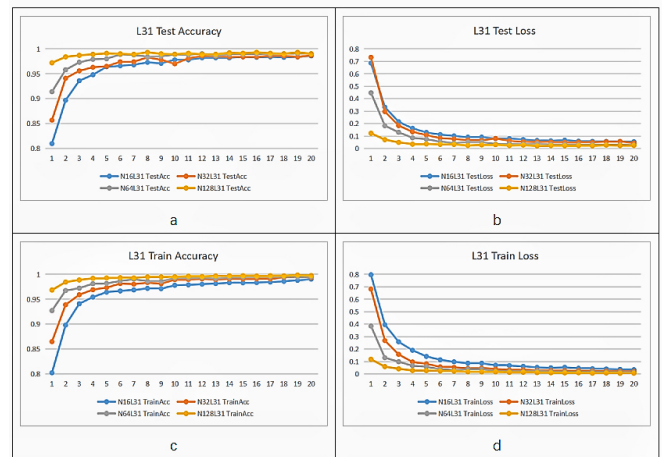 L31 Test Accuracy
1
0.95
0.9
0.85
0.8
1 2 3 4 5 6 7 8 9 10 11 12 13 14 15 16 17 18 19 20
N16L31 TestAcc N32L31 TestAcc
N64L31 TestAcc N128L31 TestAcc
a
L31 Test Loss
0.8
0.7
0.6
0.5
0.4
0.3
0.2
0.1
0
1 2 3 4 5 6 7 8 9 10 11 12 13 14 15 16 17 18 19 20
N16L31 TestLoss N32L31 TestLoss
N64L31 TestLoss N128L31 TestLoss
b
L31 Train Accuracy
1
0.95
0.9
0.85
0.8
1 2 3 4 5 6 7 8 9 10 11 12 13 14 15 16 17 18 19 20
N16L31 TrainAcc N32L31 TrainAcc
N64L31 TrainAcc N128L31 TrainAcc
c
L31 Train Loss
0.8
0.7
0.6
0.5
0.4
0.3
0.2
0.1
0
1 2 3 4 5 6 7 8 9 10 11 12 13 14 15 16 17 18 19 20
N16L31 TrainLoss N32L31 TrainLoss
N64L31 TrainLoss N128L31 TrainLoss
d